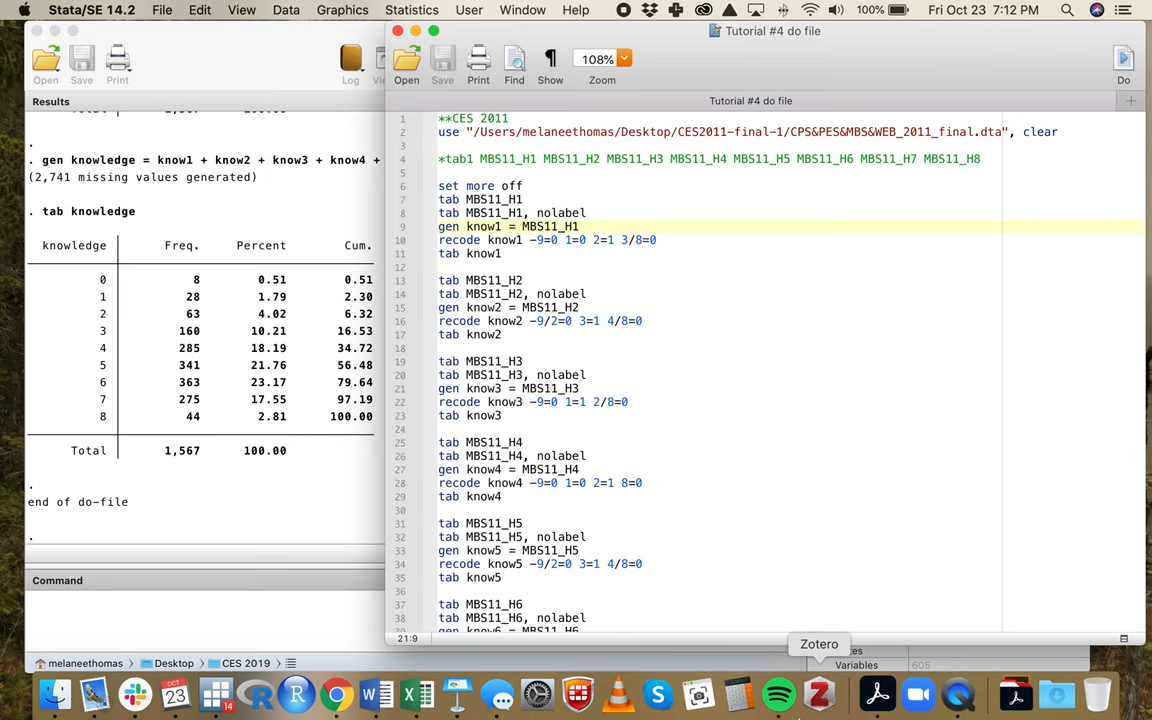 Stata/SE 14.2 File Edit View Data Graphics Statistics User Window Help 100% Fri Oct 23 7:12 PM
Tutorial #4 do file
Open Save Print Log
Open Save Print Find Show 108% Zoom Do
Results
Tutorial #4 do file
.
. gen knowledge = know1 + know2 + know3 + know4 +
(2,741 missing values generated)
. tab knowledge
knowledge Freq. Percent Cum.
0 8 0.51 0.51
1 28 1.79 2.30
2 63 4.02 6.32
3 160 10.21 16.53
4 285 18.19 34.72
5 341 21.76 56.48
6 363 23.17 79.64
7 275 17.55 97.19
8 44 2.81 100.00
Total 1,567 100.00
.
end of do-file
.
Command
melaneethomas Desktop CES 2019
1 **CES 2011
2 use "/Users/melaneethomas/Desktop/CES2011-final-1/CPS&PES&MBS&WEB_2011_final.dta", clear
3
4 *tab1 MBS11_H1 MBS11_H2 MBS11_H3 MBS11_H4 MBS11_H5 MBS11_H6 MBS11_H7 MBS11_H8
5
6 set more off
7 tab MBS11_H1
8 tab MBS11_H1, nolabel
9 gen know1 = MBS11_H1
10 recode know1 -9=0 1=0 2=1 3/8=0
11 tab know1
12
13 tab MBS11_H2
14 tab MBS11_H2, nolabel
15 gen know2 = MBS11_H2
16 recode know2 -9/2=0 3=1 4/8=0
17 tab know2
18
19 tab MBS11_H3
20 tab MBS11_H3, nolabel
21 gen know3 = MBS11_H3
22 recode know3 -9=0 1=1 2/8=0
23 tab know3
24
25 tab MBS11_H4
26 tab MBS11_H4, nolabel
27 gen know4 = MBS11_H4
28 recode know4 -9=0 1=0 2=1 8=0
29 tab know4
30
31 tab MBS11_H5
32 tab MBS11_H5, nolabel
33 gen know5 = MBS11_H5
34 recode know5 -9/2=0 3=1 4/8=0
35 tab know5
36
37 tab MBS11_H6
38 tab MBS11_H6, nolabel
gen know6 = MBS11_H6
21:9
Zotero
Variables 605
OCT 23
14